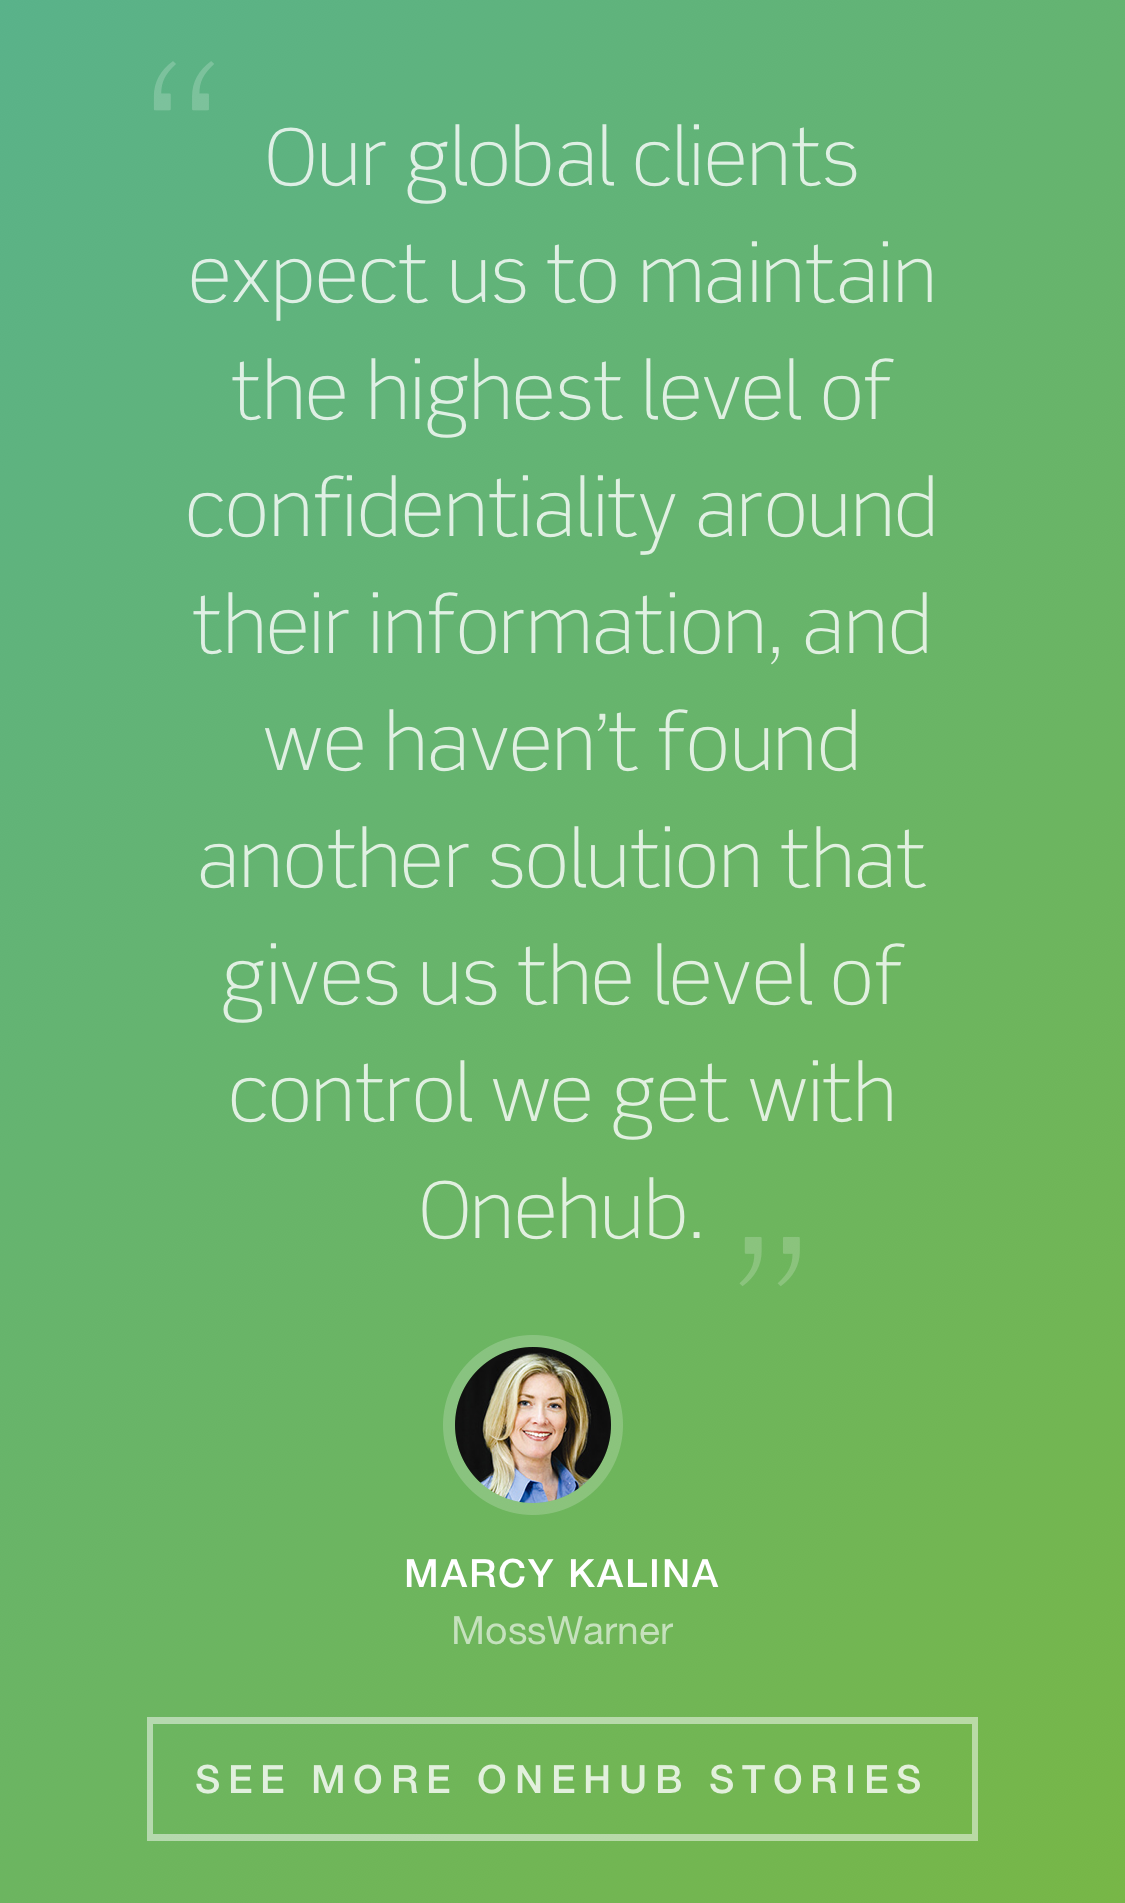 “
Our global clients
expect us to maintain
the highest level of
confidentiality around
their information, and
we haven’t found
another solution that
gives us the level of
control we get with
Onehub. ”
MARCY KALINA
MossWarner
SEE MORE ONEHUB STORIES